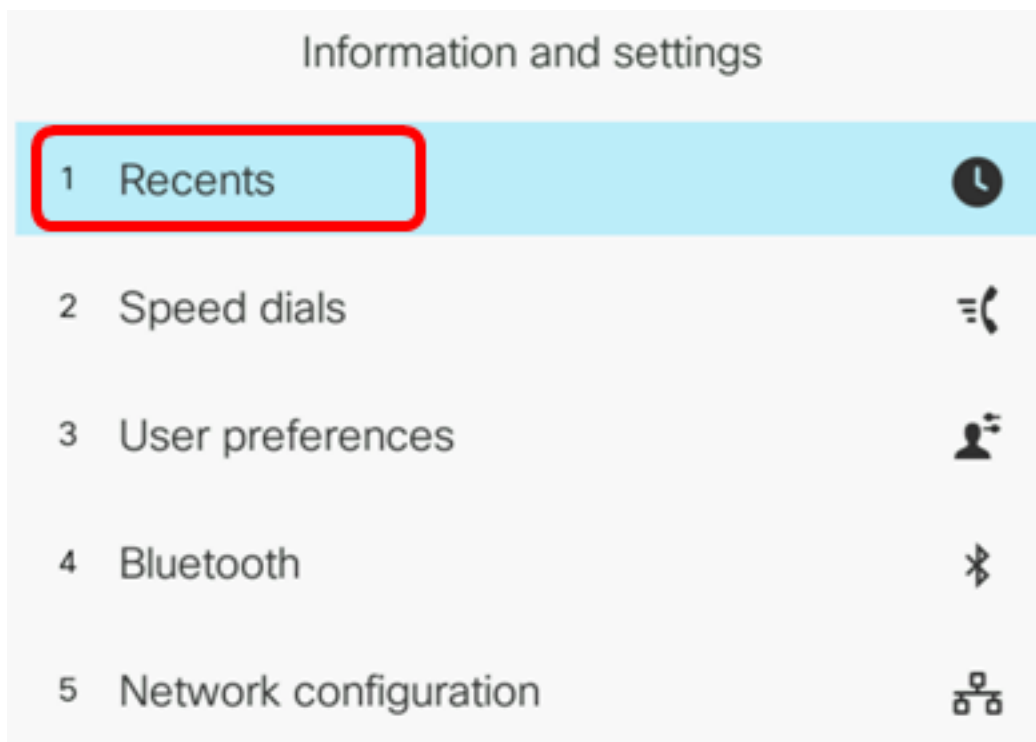 Information and settings
1 Recents
2 Speed dials
3 User preferences
4 Bluetooth
5 Network configuration